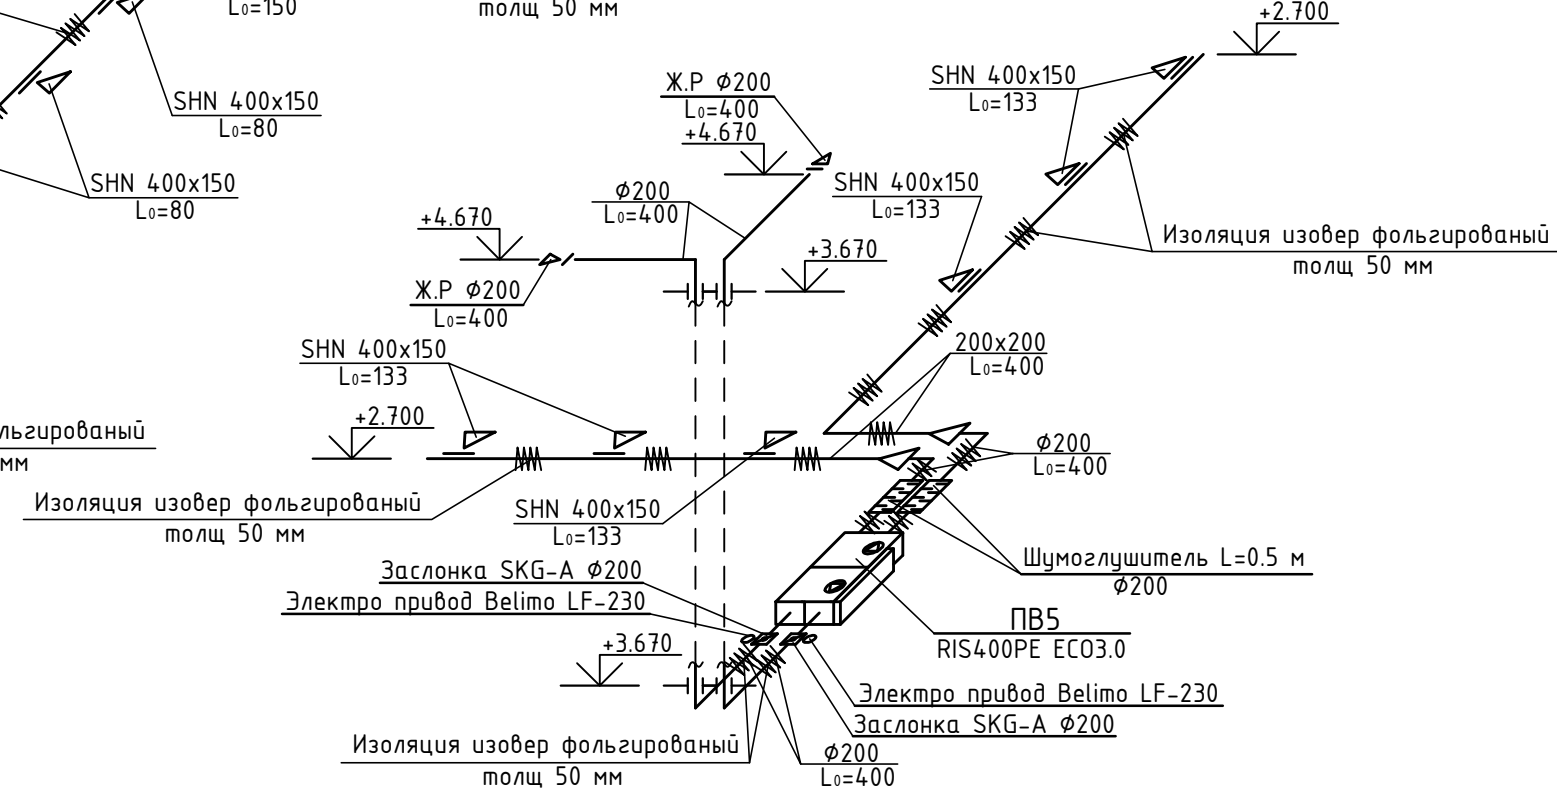 L₀=150
толщ 50 мм
+2.700
SHN 400x150
L₀=80
SHN 400x150
L₀=80
Ж.Р Ф200
L₀=400
+4.670
SHN 400x150
L₀=133
Ф200
L₀=400
SHN 400x150
L₀=133
+4.670
+3.670
Изоляция изовер фольгированый
толщ 50 мм
Ж.Р Ф200
L₀=400
SHN 400x150
L₀=133
200x200
L₀=400
+2.700
льгированый
мм
Ф200
L₀=400
Изоляция изовер фольгированый
толщ 50 мм
SHN 400x150
L₀=133
Шумоглушитель L=0.5 м
Ф200
Заслонка SKG-A Ф200
Электро привод Belimo LF-230
ПВ5
RIS400PE ECO3.0
+3.670
Электро привод Belimo LF-230
Заслонка SKG-A Ф200
Изоляция изовер фольгированый
толщ 50 мм
Ф200
L₀=400